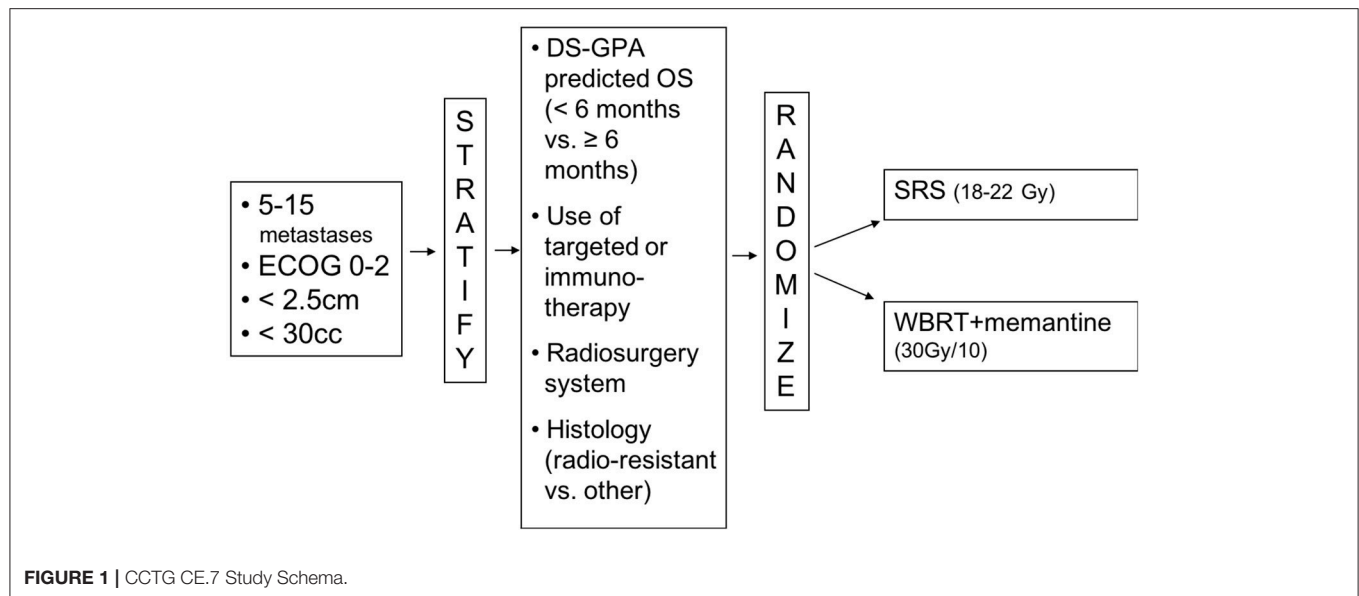 • 5-15
metastases
• ECOG 0-2
• < 2.5cm
• < 30cc
S
T
R
A
T
I
F
Y
• DS-GPA
predicted OS
(< 6 months
vs. ≥ 6
months)
• Use of
targeted or
immuno-
therapy
• Radiosurgery
system
• Histology
(radio-resistant
vs. other)
R
A
N
D
O
M
I
Z
E
SRS (18-22 Gy)
WBRT+memantine
(30Gy/10)
FIGURE 1 | CCTG CE.7 Study Schema.